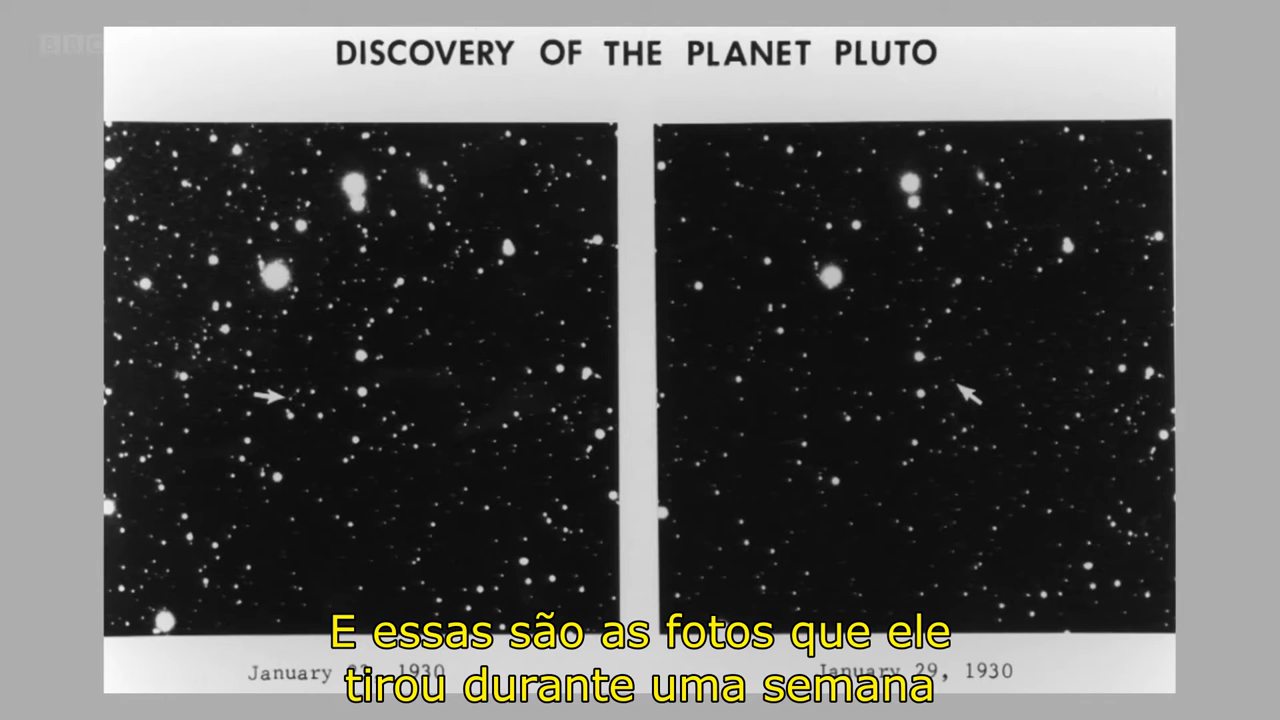 BBC
DISCOVERY OF THE PLANET PLUTO
January 1930
January 29, 1930
E essas são as fotos que ele
tirou durante uma semana